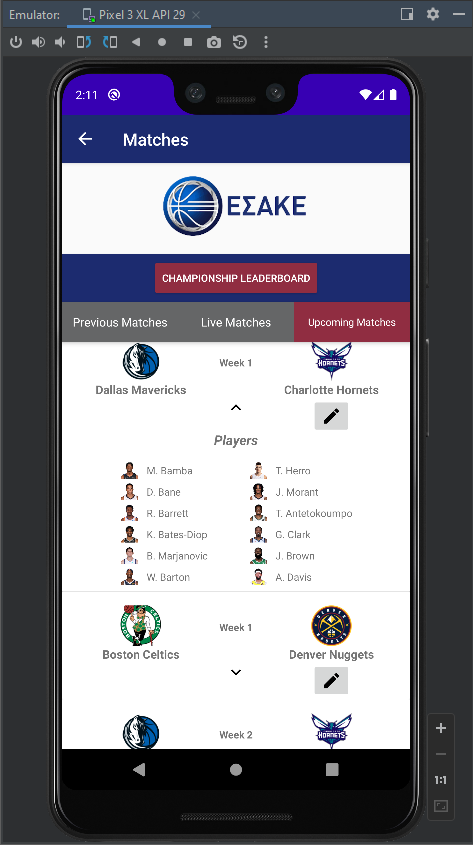 Emulator: Pixel 3 XL API 29
2:11
Matches
ΕΣΑΚΕ
CHAMPIONSHIP LEADERBOARD
Previous Matches Live Matches Upcoming Matches
Week 1
Dallas Mavericks Charlotte Hornets
Players
M. Bamba T. Herro
D. Bane J. Morant
R. Barrett T. Antetokoumpo
K. Bates-Diop G. Clark
B. Marjanovic J. Brown
W. Barton A. Davis
Week 1
Boston Celtics Denver Nuggets
Week 2
1:1